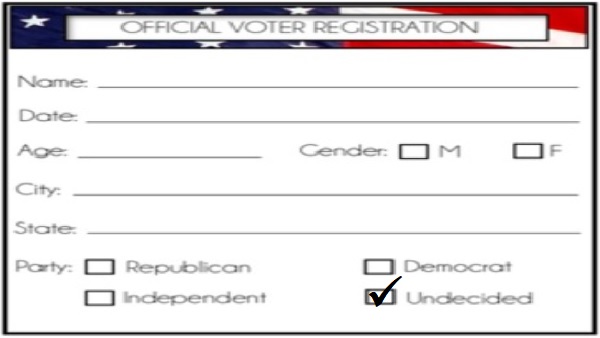 OFFICIAL VOTER REGISTRATION
Name:
Date:
Age: Gender: M F
City:
State:
Party: Republican Democrat
Independent Undecided